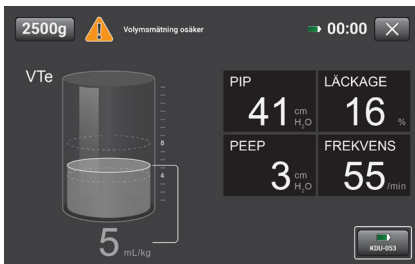 2500g
Volymsmätning osäker
00:00
VTe
8
4
5 mL/kg
PIP
41 cm H₂O
LÄCKAGE
16 %
PEEP
3 cm H₂O
FREKVENS
55 /min
KDU-053